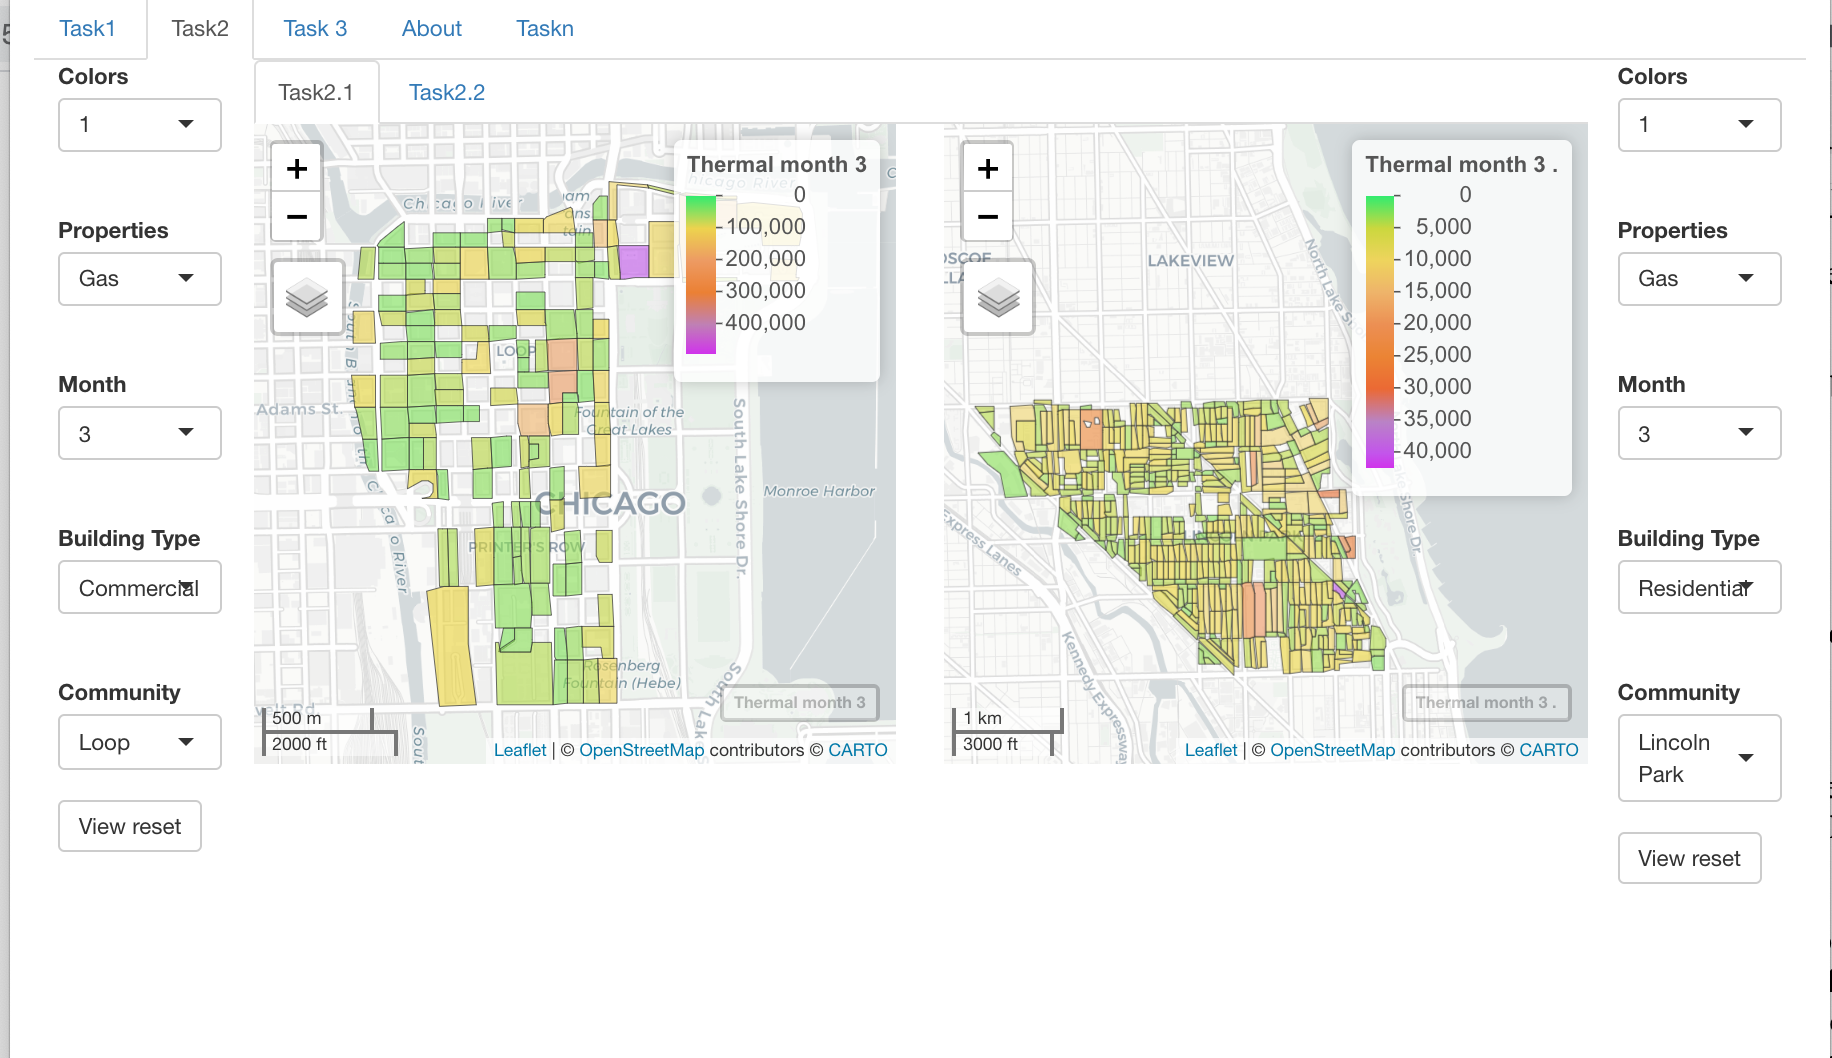 Task1
Task2
Task 3
About
Taskn
Colors
1
Properties
Gas
Month
3
Building Type
Commercial
Community
Loop
View reset
Task2.1
Task2.2
+
−
Thermal month 3
0
100,000
200,000
300,000
400,000
Chicago River
Chicago River
LOOP
Adams St.
Fountain of the
Great Lakes
CHICAGO
South Lake Shore Dr.
Monroe Harbor
PRINTER'S ROW
Rosenberg
Fountain (Hebe)
Thermal month 3
500 m
2000 ft
Leaflet | © OpenStreetMap contributors © CARTO
+
−
Thermal month 3 .
0
5,000
10,000
15,000
20,000
25,000
30,000
35,000
40,000
LAKEVIEW
OSCOE
North Lake Sho
Shore Dr.
Express Lanes
Kennedy Expressway
Thermal month 3 .
1 km
3000 ft
Leaflet | © OpenStreetMap contributors © CARTO
Colors
1
Properties
Gas
Month
3
Building Type
Residential
Community
Lincoln
Park
View reset